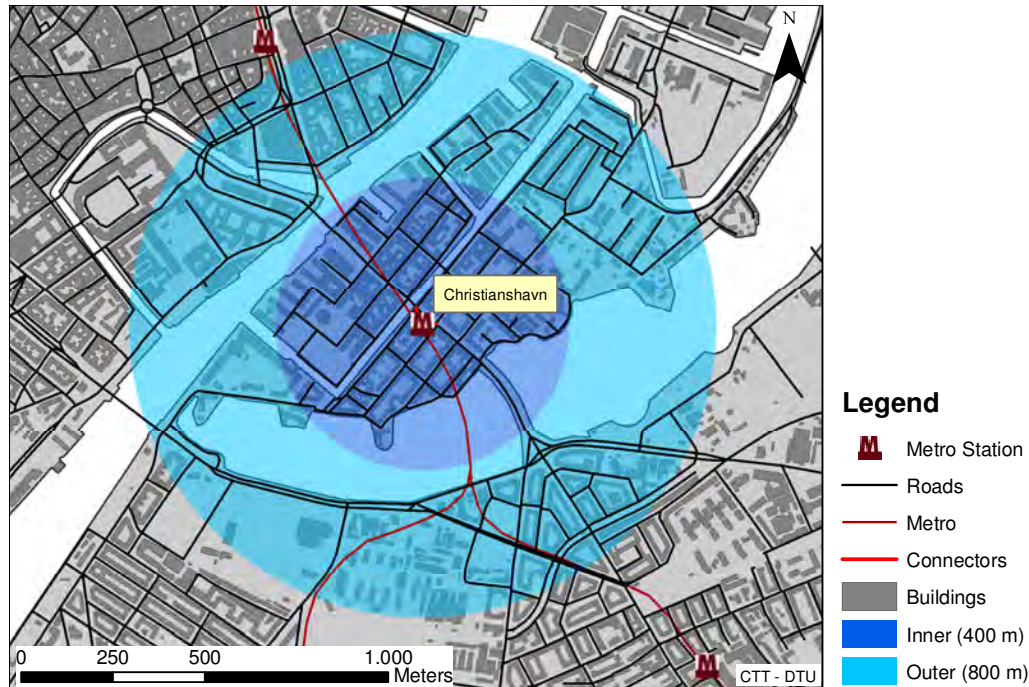 N
Christianshavn
0 250 500 1.000
Meters
CTT - DTU
Legend
M Metro Station
Roads
Metro
Connectors
Buildings
Inner (400 m)
Outer (800 m)